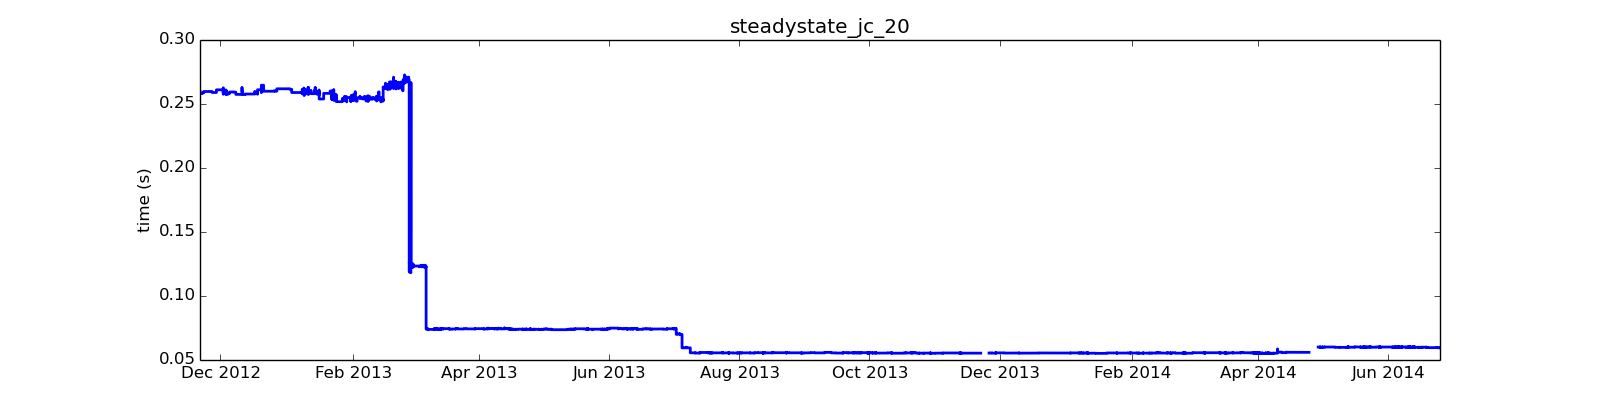 steadystate_jc_20
time (s)
0.30
0.25
0.20
0.15
0.10
0.05
Dec 2012
Feb 2013
Apr 2013
Jun 2013
Aug 2013
Oct 2013
Dec 2013
Feb 2014
Apr 2014
Jun 2014